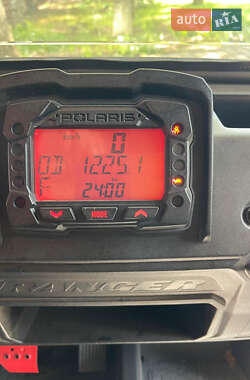 auto.RIA
POLARIS
0
OD 1225.1
F 24:00
MODE
RANGER